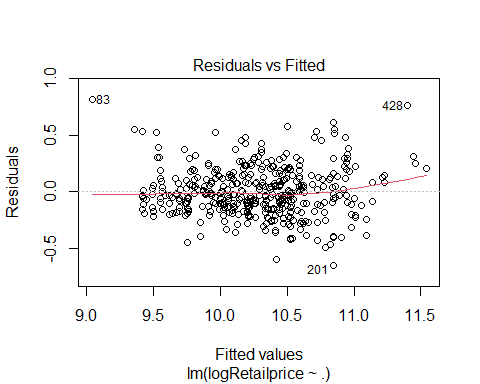 Residuals vs Fitted
Residuals
1.0
0.5
0.0
-0.5
83
428
201
9.0 9.5 10.0 10.5 11.0 11.5
Fitted values
lm(logRetailprice ~ .)